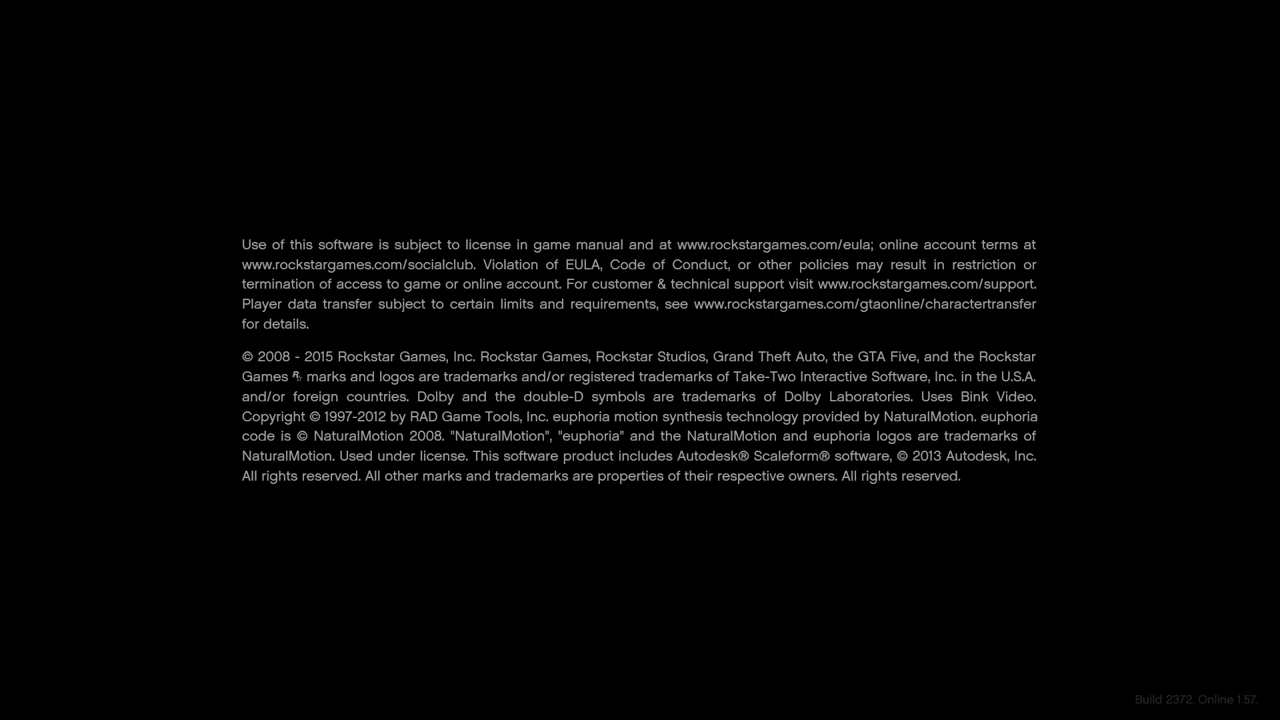 Use of this software is subject to license in game manual and at www.rockstargames.com/eula; online account terms at
www.rockstargames.com/socialclub. Violation of EULA, Code of Conduct, or other policies may result in restriction or
termination of access to game or online account. For customer & technical support visit www.rockstargames.com/support.
Player data transfer subject to certain limits and requirements, see www.rockstargames.com/gtaonline/charactertransfer
for details.
© 2008 - 2015 Rockstar Games, Inc. Rockstar Games, Rockstar Studios, Grand Theft Auto, the GTA Five, and the Rockstar
Games R* marks and logos are trademarks and/or registered trademarks of Take-Two Interactive Software, Inc. in the U.S.A.
and/or foreign countries. Dolby and the double-D symbols are trademarks of Dolby Laboratories. Uses Bink Video.
Copyright © 1997-2012 by RAD Game Tools, Inc. euphoria motion synthesis technology provided by NaturalMotion. euphoria
code is © NaturalMotion 2008. "NaturalMotion", "euphoria" and the NaturalMotion and euphoria logos are trademarks of
NaturalMotion. Used under license. This software product includes Autodesk® Scaleform® software, © 2013 Autodesk, Inc.
All rights reserved. All other marks and trademarks are properties of their respective owners. All rights reserved.
Build 2372. Online 1.57.